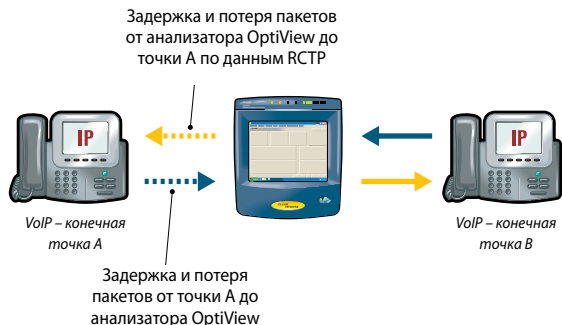 Задержка и потеря пакетов
от анализатора OptiView до
точки А по данным RCTP
IP
IP
VoIP – конечная
точка А
VoIP – конечная
точка В
Задержка и потеря
пакетов от точки А до
анализатора OptiView